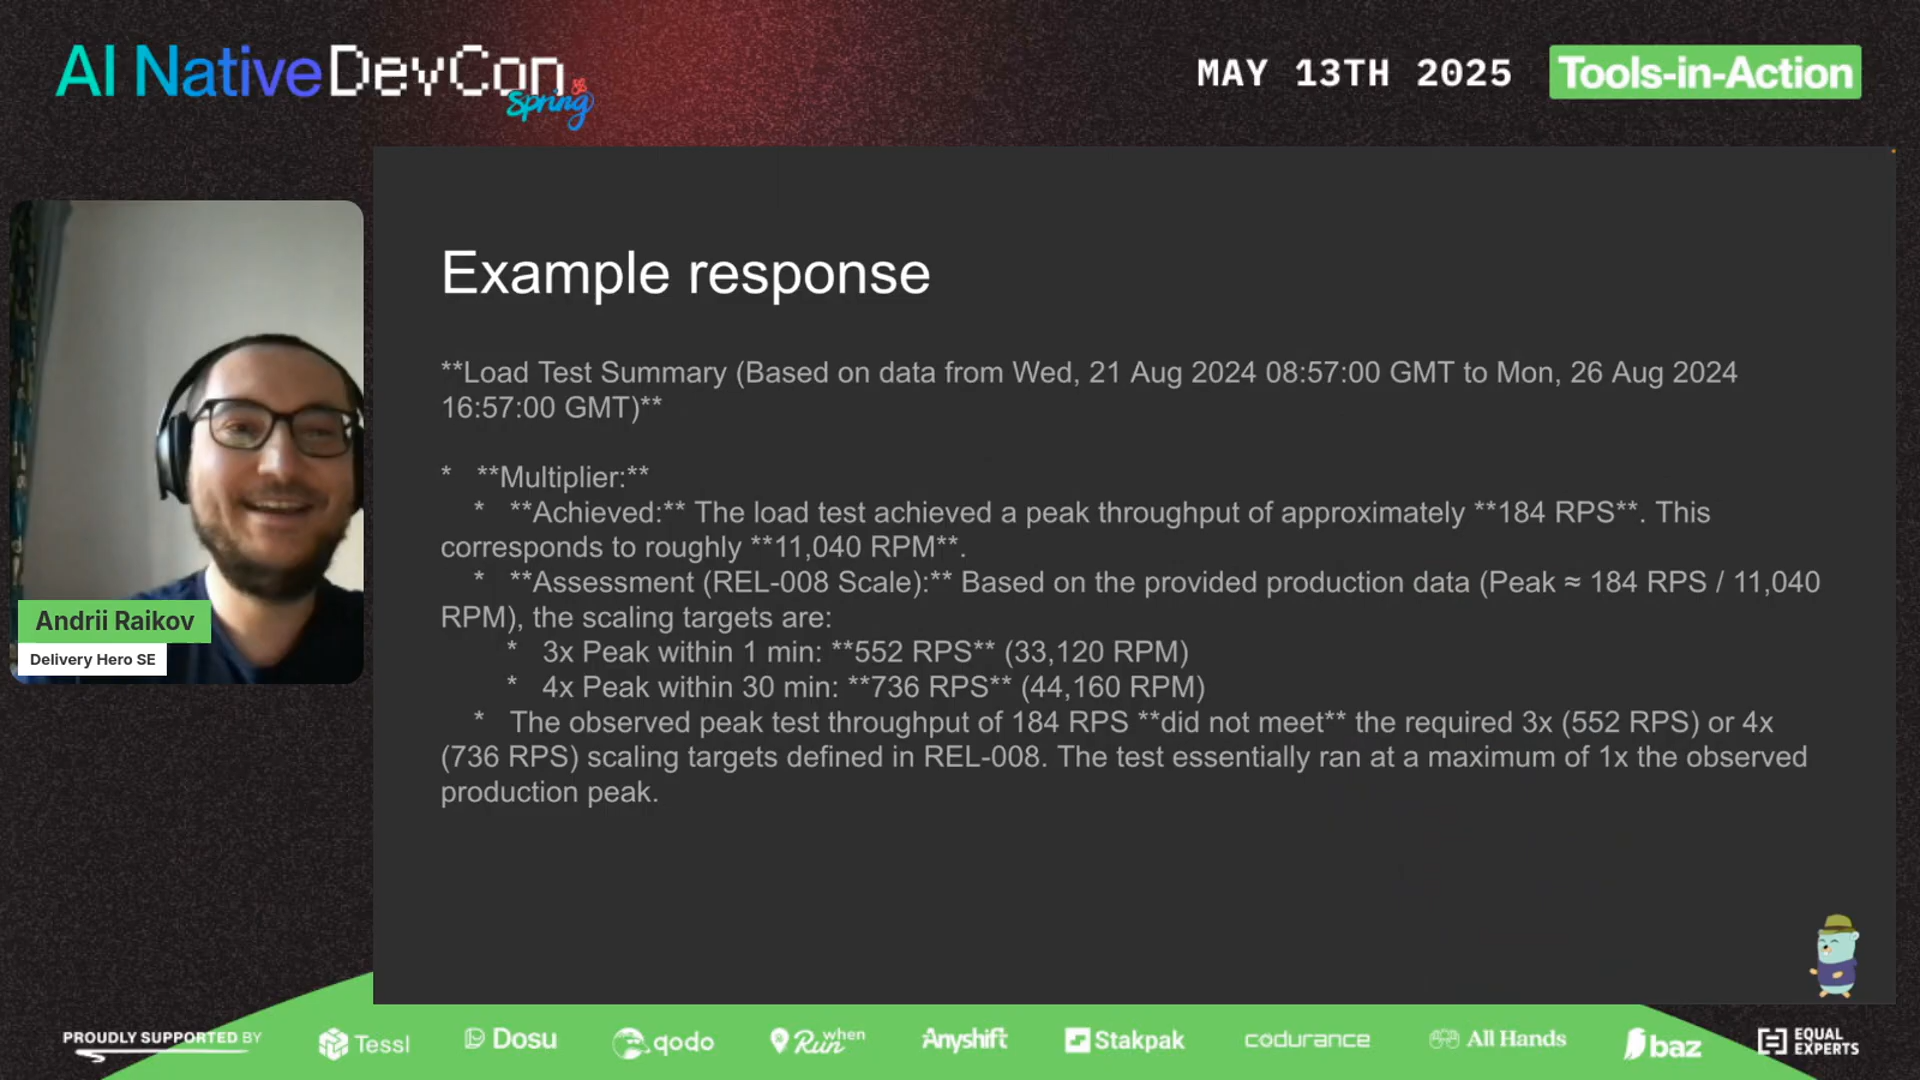 AI Native DevCon
Spring
MAY 13TH 2025
Tools-in-Action
Example response
**Load Test Summary (Based on data from Wed, 21 Aug 2024 08:57:00 GMT to Mon, 26 Aug 2024
16:57:00 GMT)**
* **Multiplier:**
* **Achieved:** The load test achieved a peak throughput of approximately **184 RPS**. This
corresponds to roughly **11,040 RPM**.
* **Assessment (REL-008 Scale):** Based on the provided production data (Peak ≈ 184 RPS / 11,040
RPM), the scaling targets are:
* 3x Peak within 1 min: **552 RPS** (33,120 RPM)
* 4x Peak within 30 min: **736 RPS** (44,160 RPM)
* The observed peak test throughput of 184 RPS **did not meet** the required 3x (552 RPS) or 4x
(736 RPS) scaling targets defined in REL-008. The test essentially ran at a maximum of 1x the observed
production peak.
Andrii Raikov
Delivery Hero SE
PROUDLY SUPPORTED BY
Tessl
Dosu
qodo
Run when
Anyshift
Stakpak
codurance
All Hands
baz
EQUAL
EXPERTS